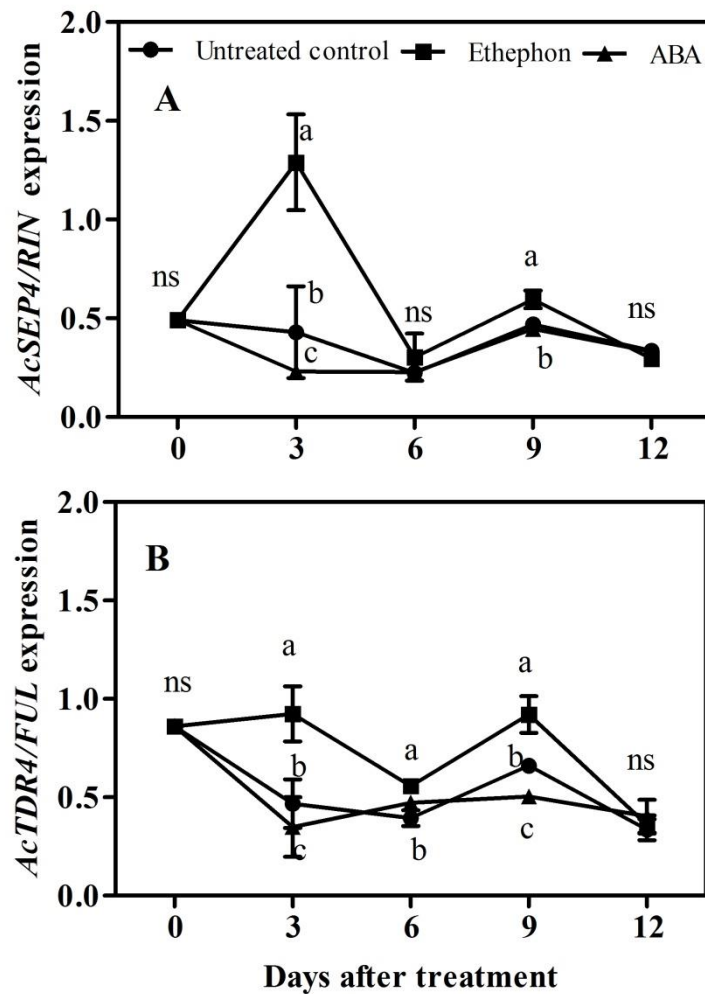 2.0
Untreated control Ethephon ABA
A
1.5
a
AcSEP4/RIN expression
1.0
b
a
ns
ns
ns
0.5
c
b
0.0
0 3 6 9 12
2.0
B
1.5
a
a
AcTDR4/FUL expression
ns
1.0
b
a
b
ns
0.5
c
b
c
0.0
0 3 6 9 12
Days after treatment